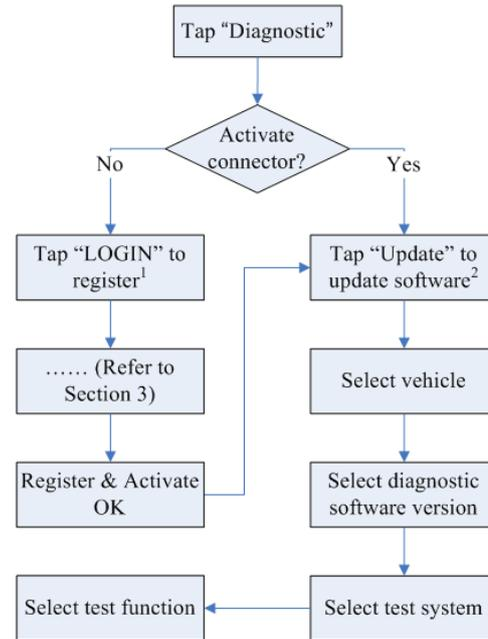 Tap “Diagnostic”
Activate
connector?
No
Yes
Tap “LOGIN” to
register1
Tap “Update” to
update software2
…… (Refer to
Section 3)
Select vehicle
Register & Activate
OK
Select diagnostic
software version
Select test function
Select test system